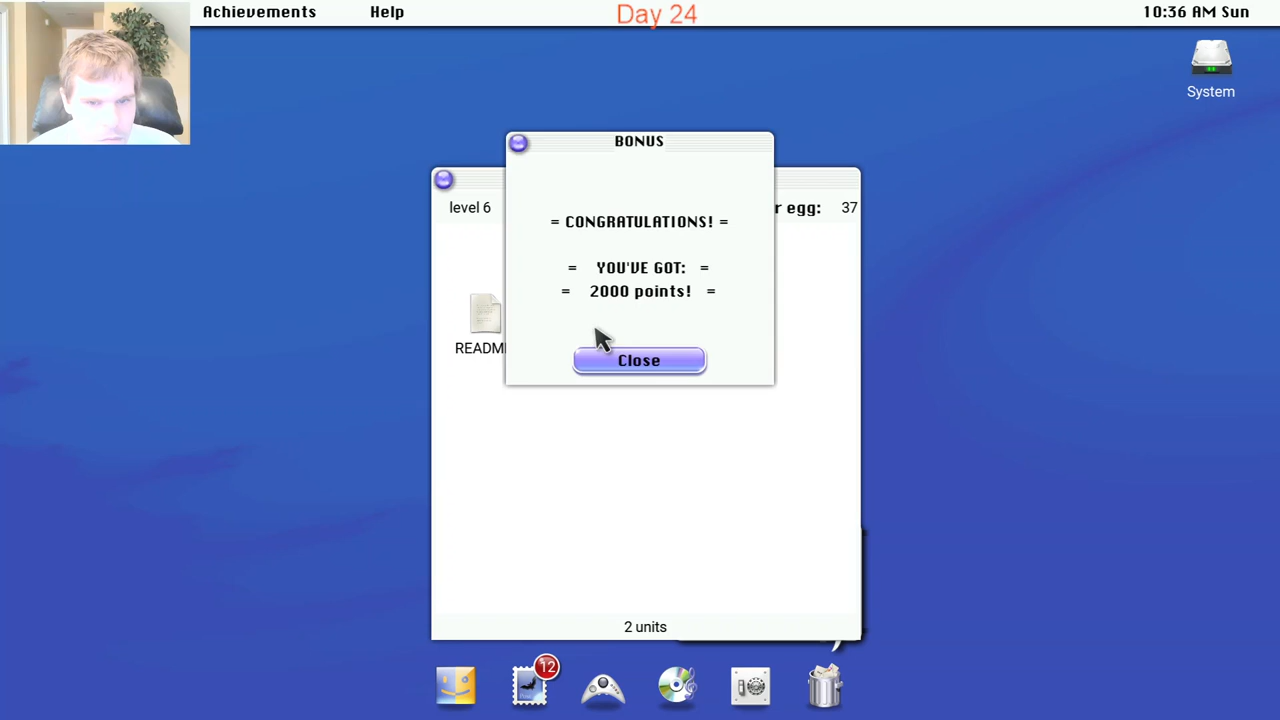 Achievements Help Day 24 10:36 AM Sun
System
BONUS
level 6 r egg: 37
= CONGRATULATIONS! =
= YOU'VE GOT: =
= 2000 points! =
READM
Close
2 units
12